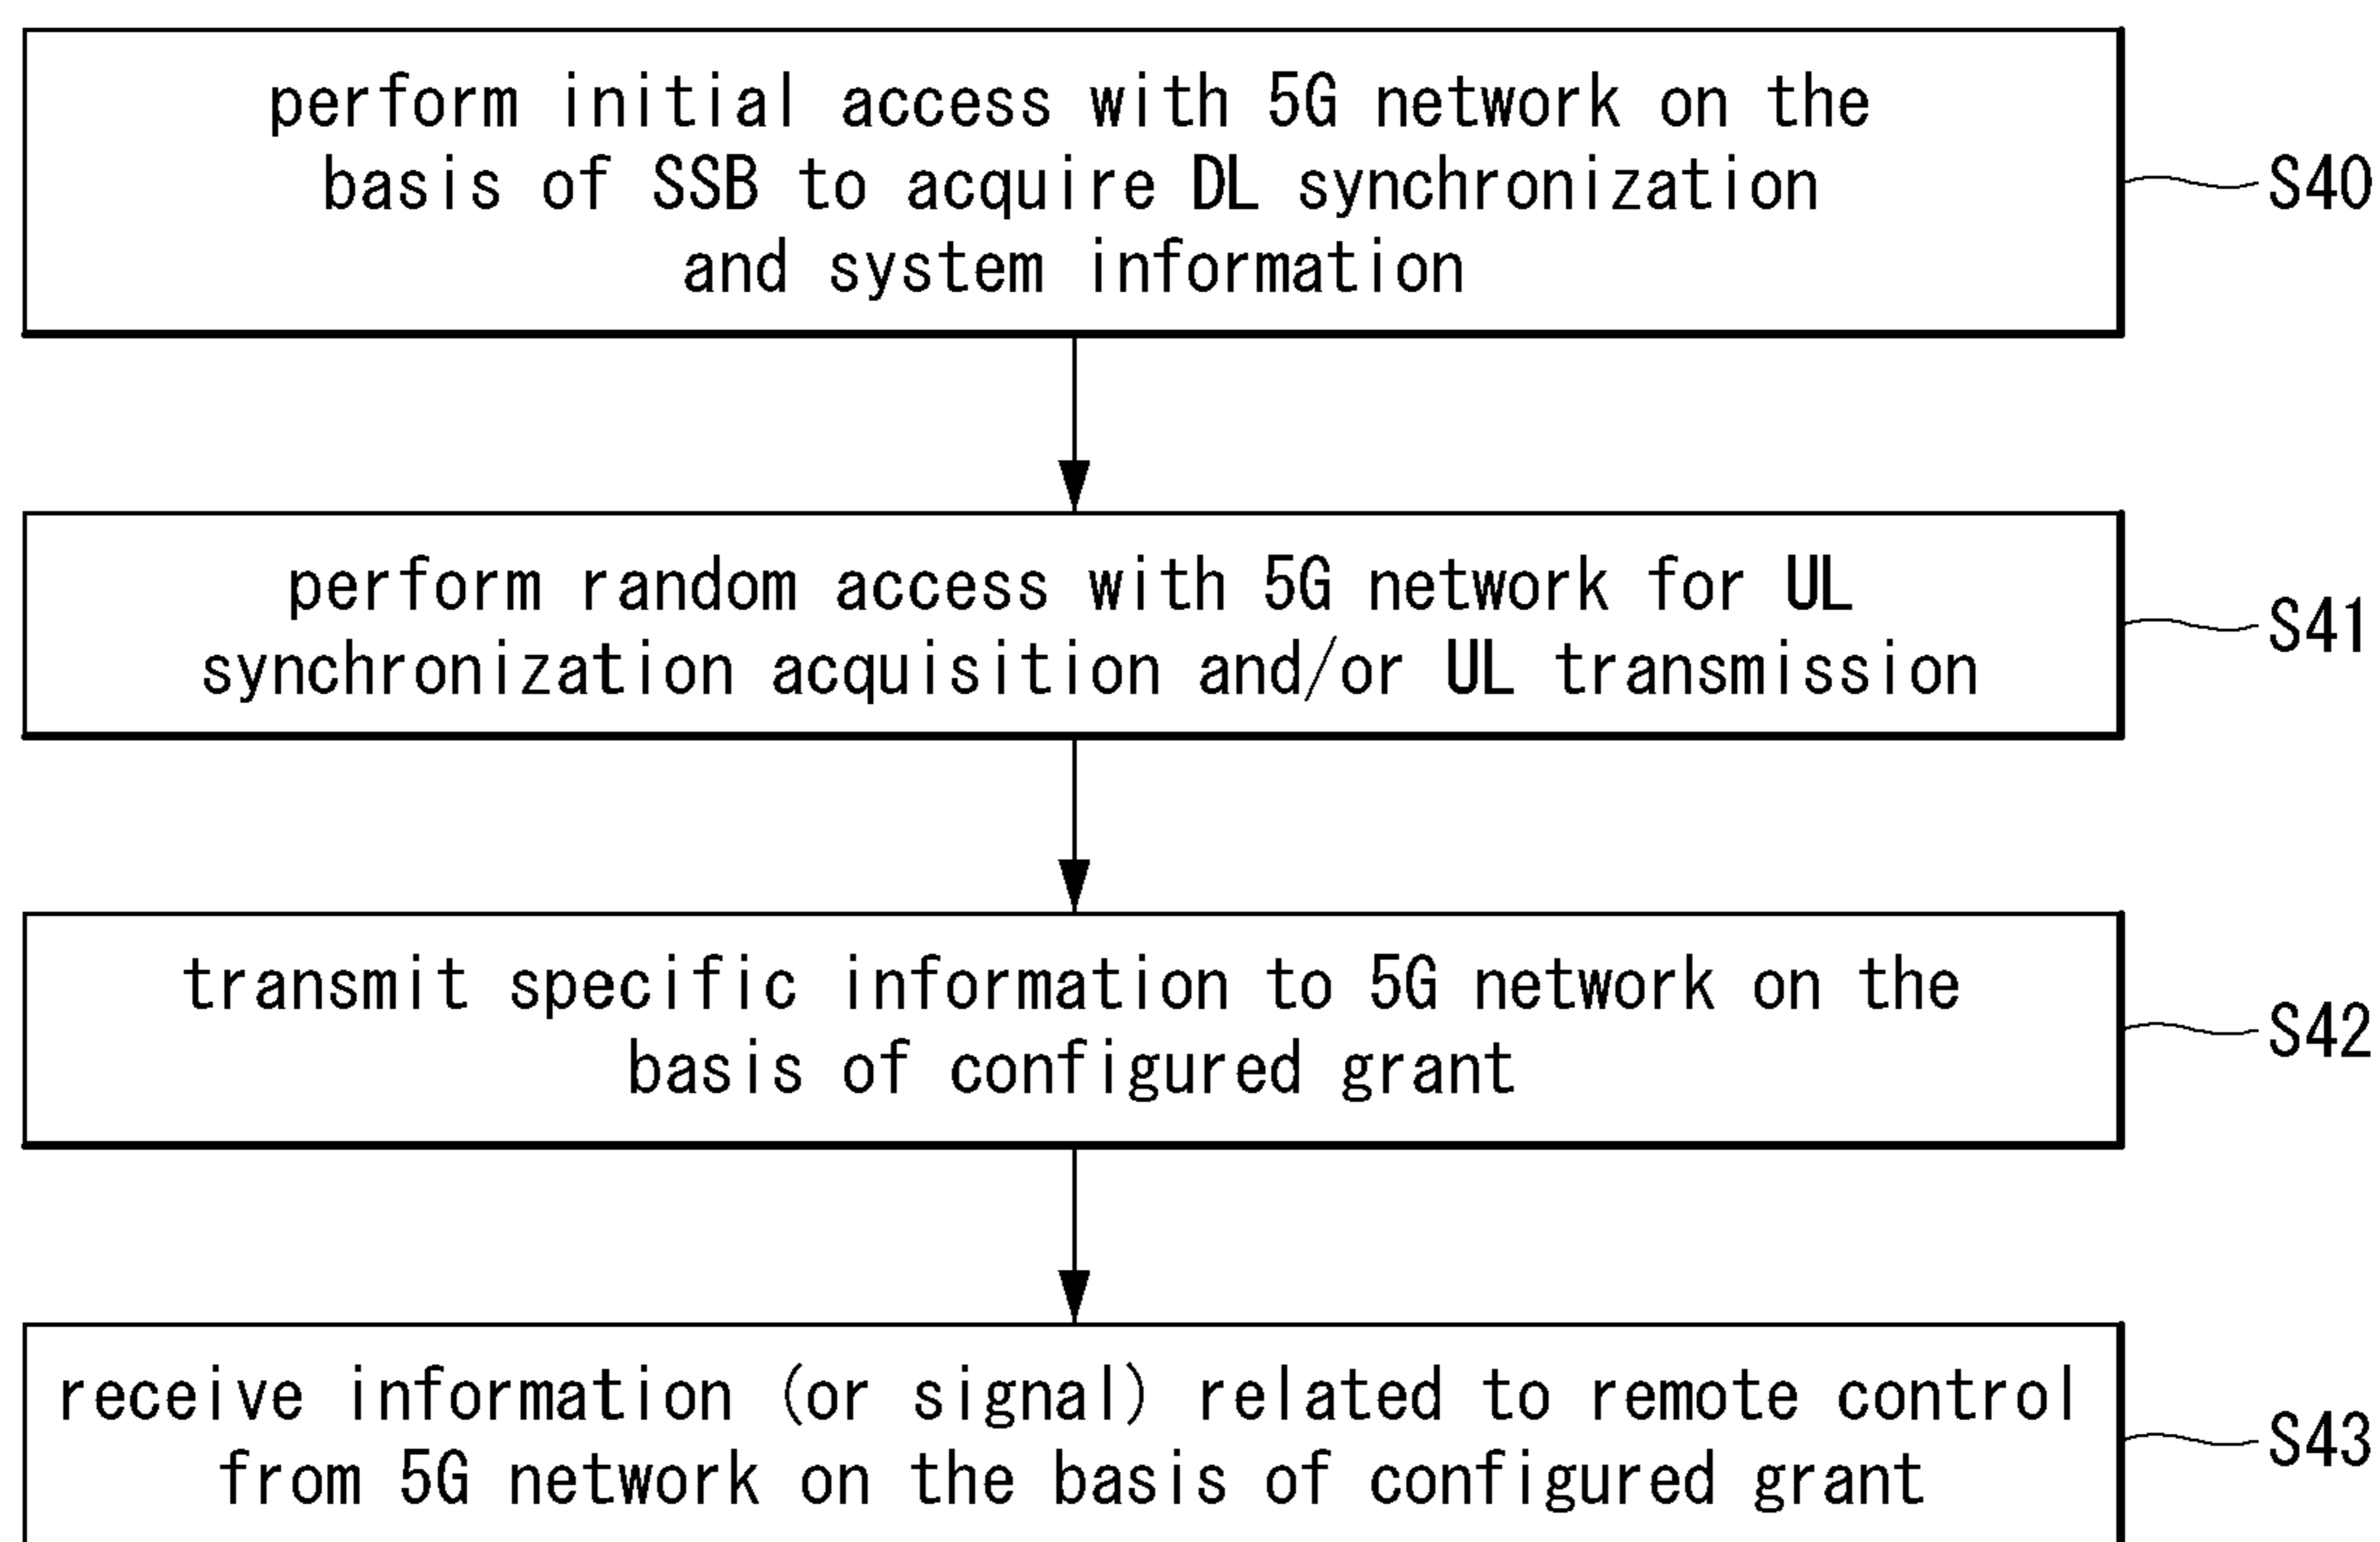 perform initial access with 5G network on the
basis of SSB to acquire DL synchronization
and system information
S40
perform random access with 5G network for UL
synchronization acquisition and/or UL transmission
S41
transmit specific information to 5G network on the
basis of configured grant
S42
receive information (or signal) related to remote control
from 5G network on the basis of configured grant
S43